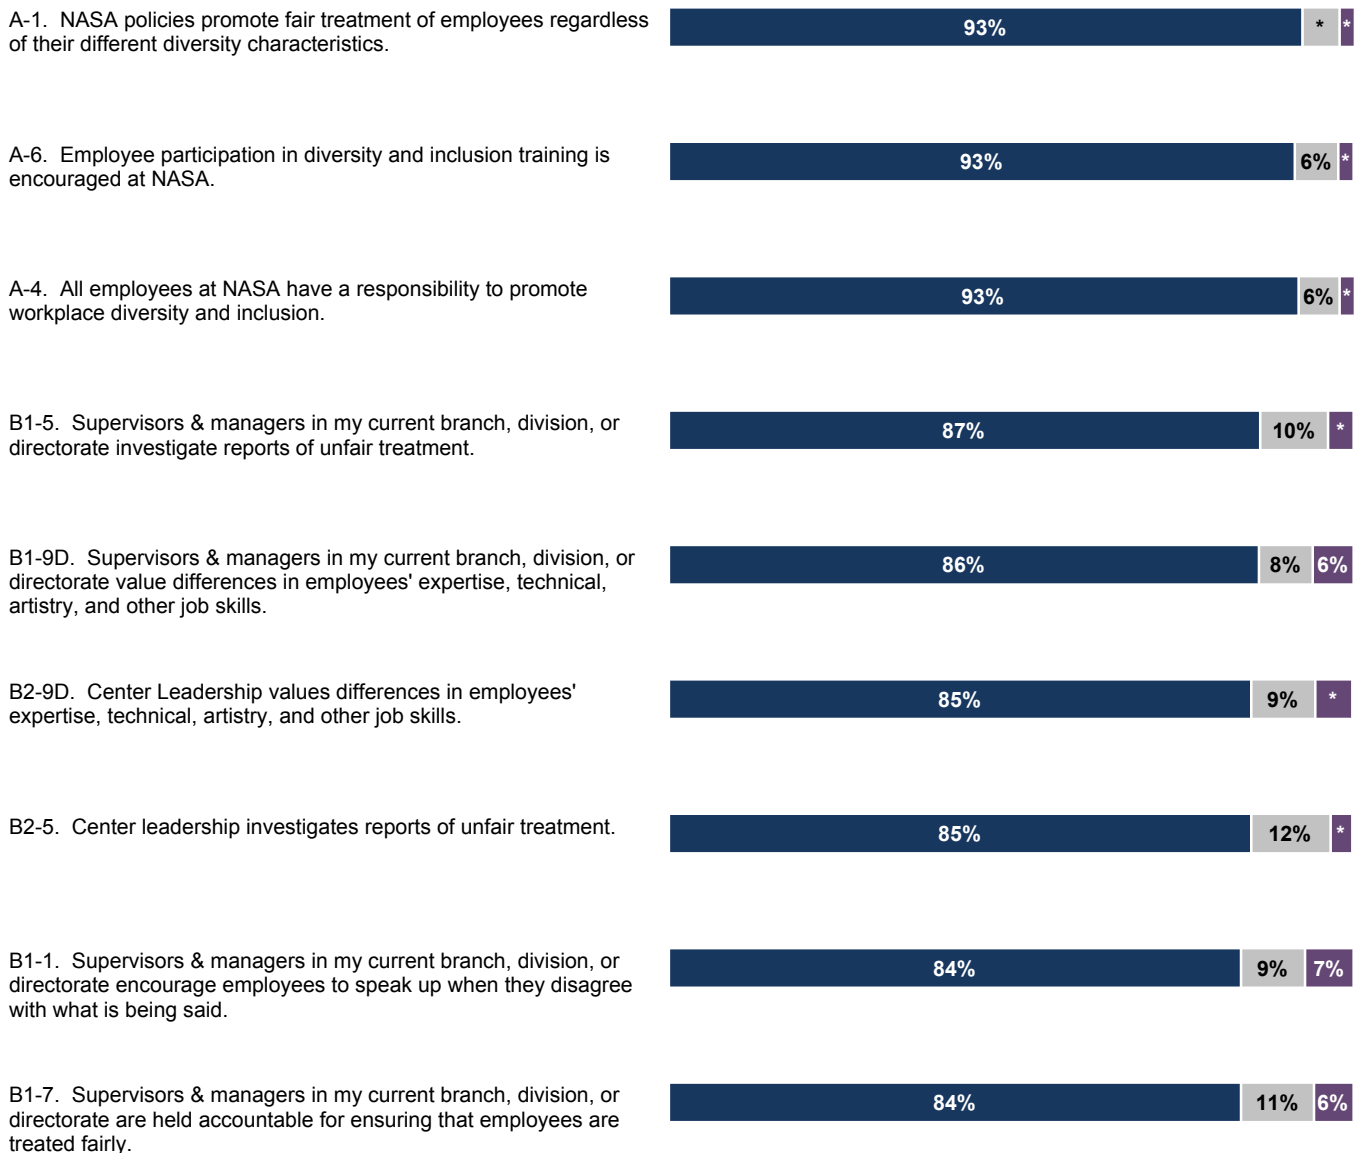 A-1. NASA policies promote fair treatment of employees regardless
of their different diversity characteristics.
93% * *
A-6. Employee participation in diversity and inclusion training is
encouraged at NASA.
93% 6% *
A-4. All employees at NASA have a responsibility to promote
workplace diversity and inclusion.
93% 6% *
B1-5. Supervisors & managers in my current branch, division, or
directorate investigate reports of unfair treatment.
87% 10% *
B1-9D. Supervisors & managers in my current branch, division, or
directorate value differences in employees' expertise, technical,
artistry, and other job skills.
86% 8% 6%
B2-9D. Center Leadership values differences in employees'
expertise, technical, artistry, and other job skills.
85% 9% *
B2-5. Center leadership investigates reports of unfair treatment.
85% 12% *
B1-1. Supervisors & managers in my current branch, division, or
directorate encourage employees to speak up when they disagree
with what is being said.
84% 9% 7%
B1-7. Supervisors & managers in my current branch, division, or
directorate are held accountable for ensuring that employees are
treated fairly.
84% 11% 6%